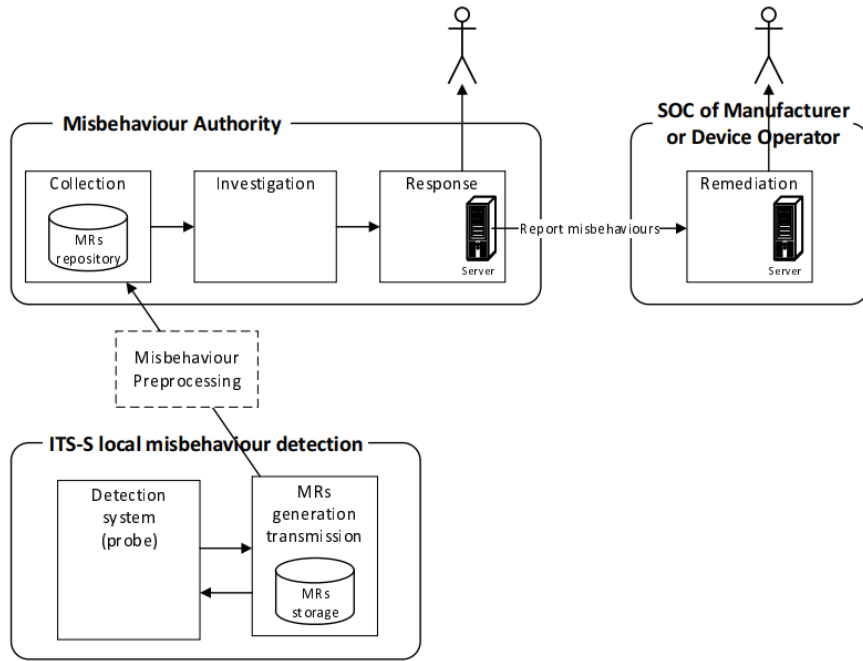 Misbehaviour Authority
SOC of Manufacturer
or Device Operator
Collection
MRs
repository
Investigation
Response
Server
Report misbehaviours
Remediation
Server
Misbehaviour
Preprocessing
ITS-S local misbehaviour detection
Detection
system
(probe)
MRs
generation
transmission
MRs
storage